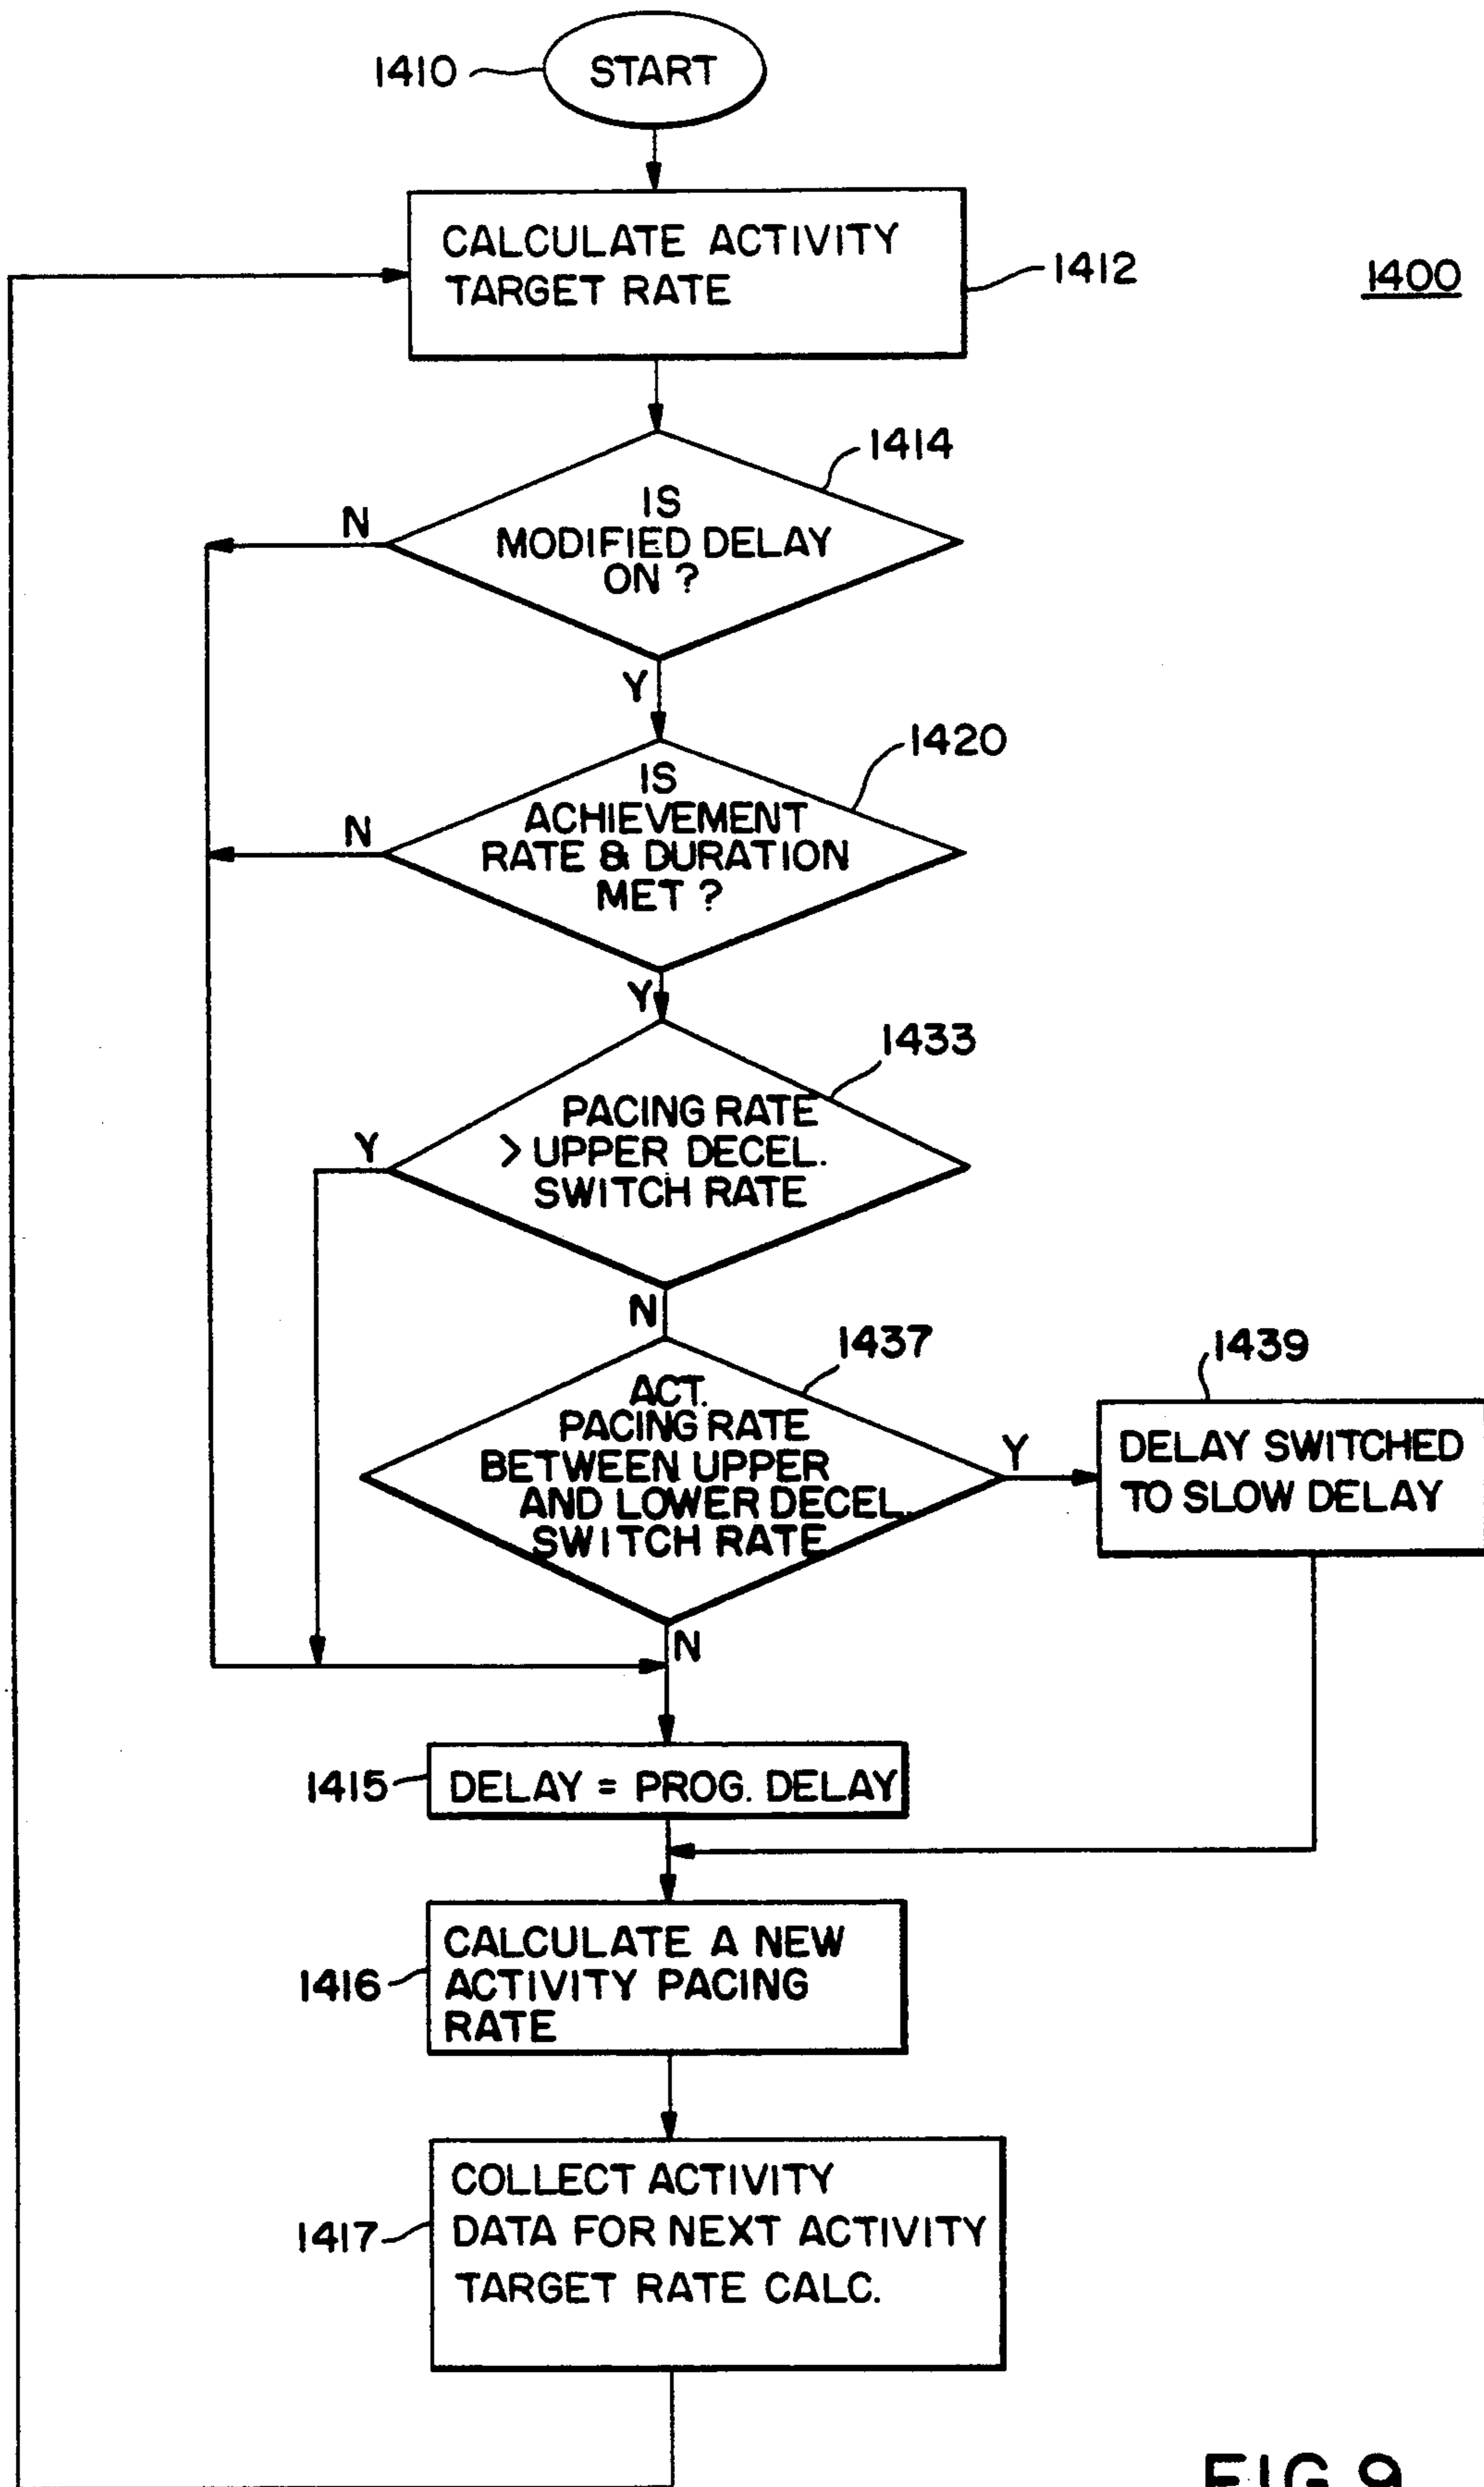 1410
START
CALCULATE ACTIVITY
TARGET RATE
1412
1400
1414
IS
MODIFIED DELAY
ON ?
N
Y
1420
IS
ACHIEVEMENT
RATE & DURATION
MET ?
N
Y
1433
PACING RATE
> UPPER DECEL.
SWITCH RATE
Y
N
1437
ACT.
PACING RATE
BETWEEN UPPER
AND LOWER DECEL.
SWITCH RATE
Y
N
1439
DELAY SWITCHED
TO SLOW DELAY
1415
DELAY = PROG. DELAY
1416
CALCULATE A NEW
ACTIVITY PACING
RATE
1417
COLLECT ACTIVITY
DATA FOR NEXT ACTIVITY
TARGET RATE CALC.
FIG. 9